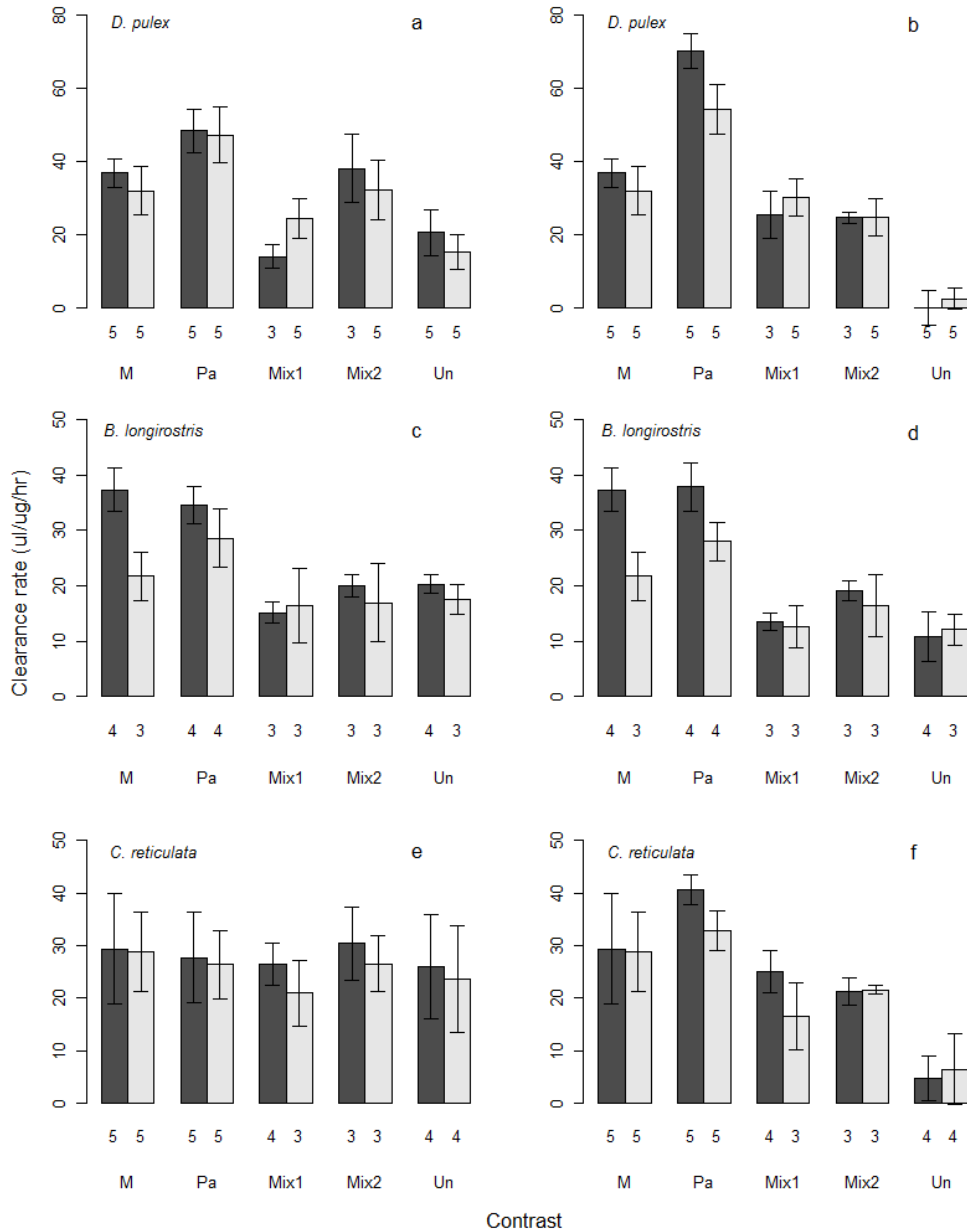 D. pulex a
80
60
40
20
0
5 5 5 5 3 5 3 5 5 5
M Pa Mix1 Mix2 Un
D. pulex b
80
60
40
20
0
5 5 5 5 3 5 3 5 5 5
M Pa Mix1 Mix2 Un
Clearance rate (ul/ug/hr)
B. longirostris c
50
40
30
20
10
0
4 3 4 4 3 3 3 3 4 3
M Pa Mix1 Mix2 Un
B. longirostris d
50
40
30
20
10
0
4 3 4 4 3 3 3 3 4 3
M Pa Mix1 Mix2 Un
C. reticulata e
50
40
30
20
10
0
5 5 5 5 4 3 3 3 4 4
M Pa Mix1 Mix2 Un
C. reticulata f
50
40
30
20
10
0
5 5 5 5 4 3 3 3 4 4
M Pa Mix1 Mix2 Un
Contrast